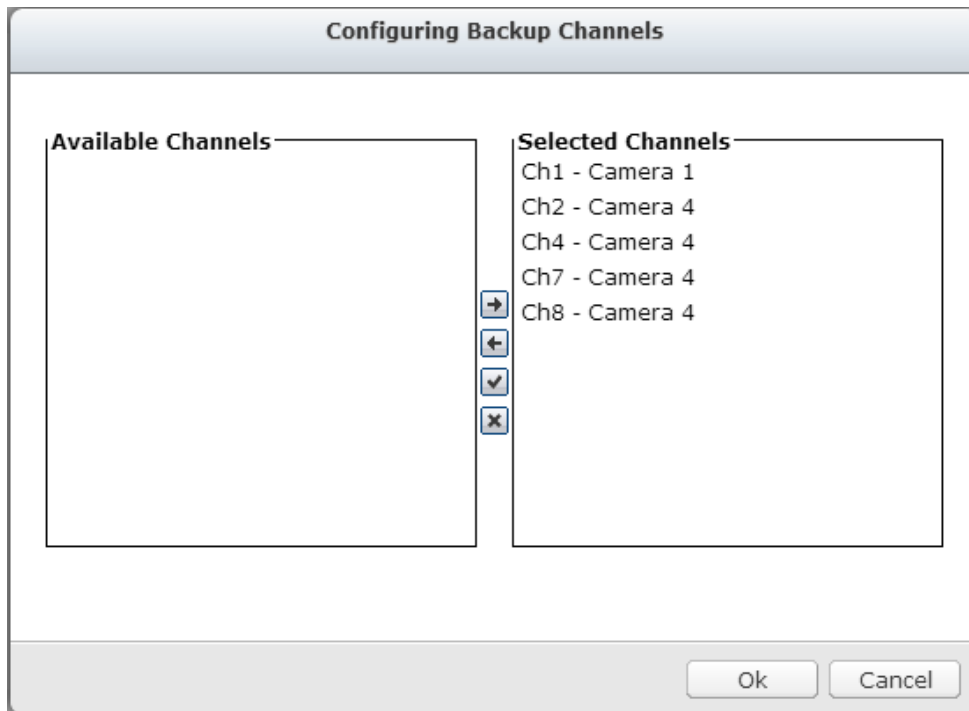 Configuring Backup Channels
Available Channels
Selected Channels
Ch1 - Camera 1
Ch2 - Camera 4
Ch4 - Camera 4
Ch7 - Camera 4
Ch8 - Camera 4
Ok
Cancel